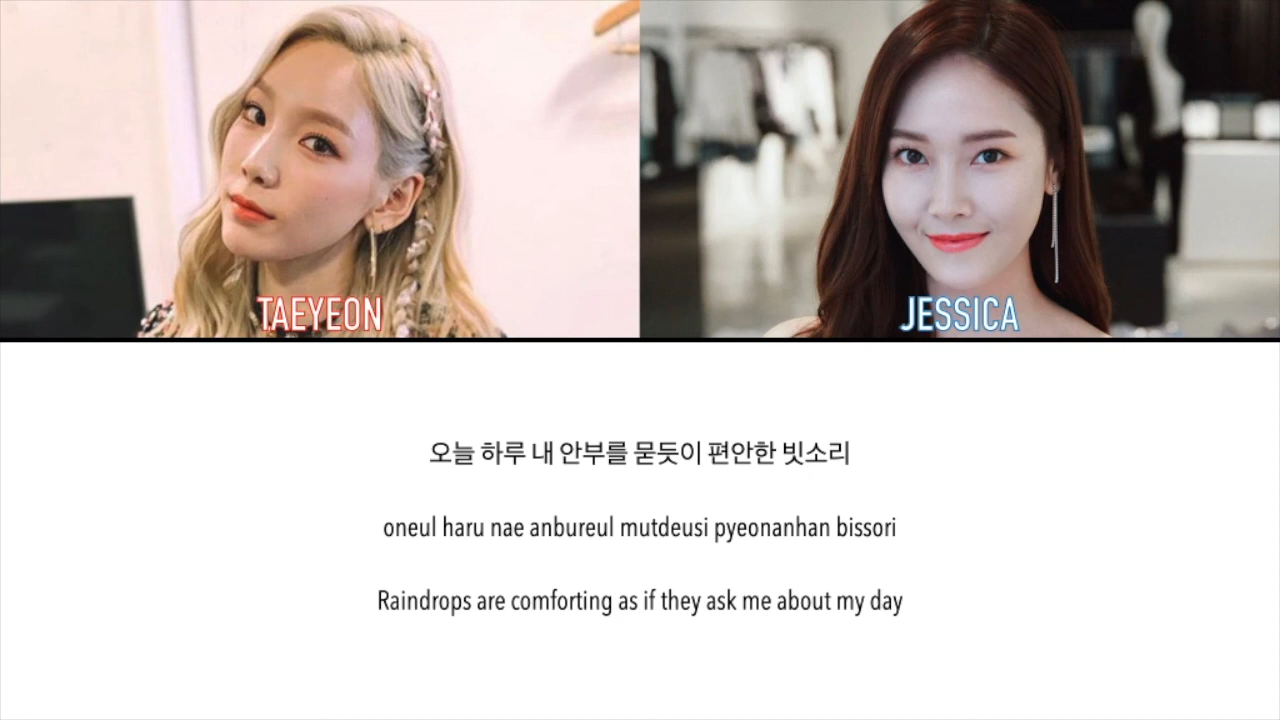 TAEYEON
JESSICA
오늘 하루 내 안부를 묻듯이 편안한 빗소리
oneul haru nae anbureul mutdeusi pyeonanhan bissori
Raindrops are comforting as if they ask me about my day